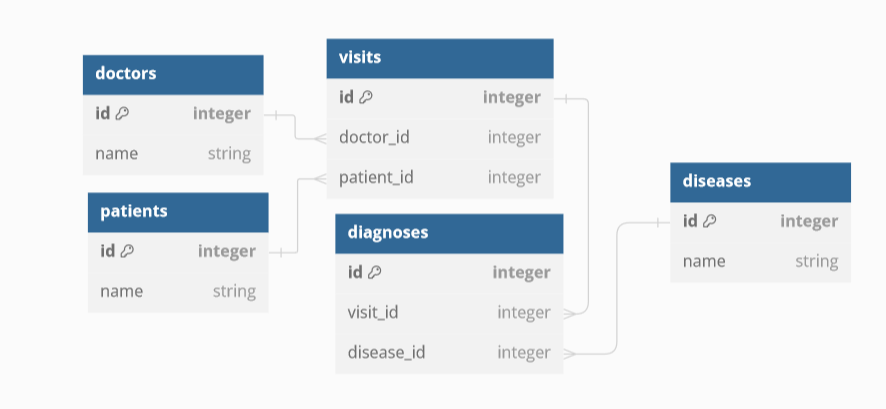 doctors
id integer
name string
patients
id integer
name string
visits
id integer
doctor_id integer
patient_id integer
diagnoses
id integer
visit_id integer
disease_id integer
diseases
id integer
name string